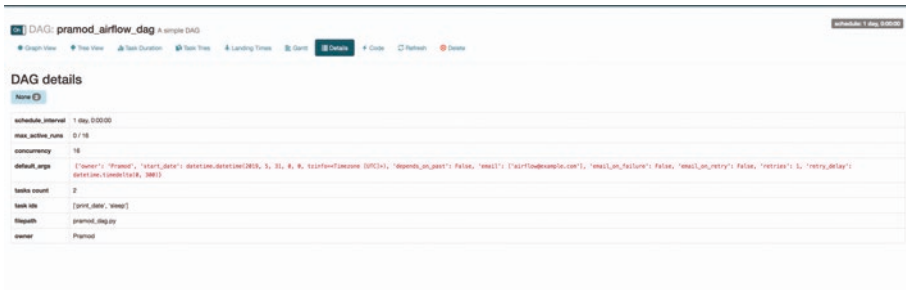 On DAG: pramod_airflow_dag A simple DAG
schedule: 1 day, 0:00:00
Graph View Tree View Task Duration Task Tries Landing Times Gantt Details Code Refresh Delete
DAG details
None 2
schedule_interval 1 day, 0:00:00
max_active_runs 0 / 16
concurrency 16
default_args {'owner': 'Pramod', 'start_date': datetime.datetime(2019, 5, 31, 0, 0, tzinfo=<Timezone [UTC]>), 'depends_on_past': False, 'email': ['airflow@example.com'], 'email_on_failure': False, 'email_on_retry': False, 'retries': 1, 'retry_delay':
datetime.timedelta(0, 300)}
tasks count 2
task ids ['print_date', 'sleep']
filepath pramod_dag.py
owner Pramod